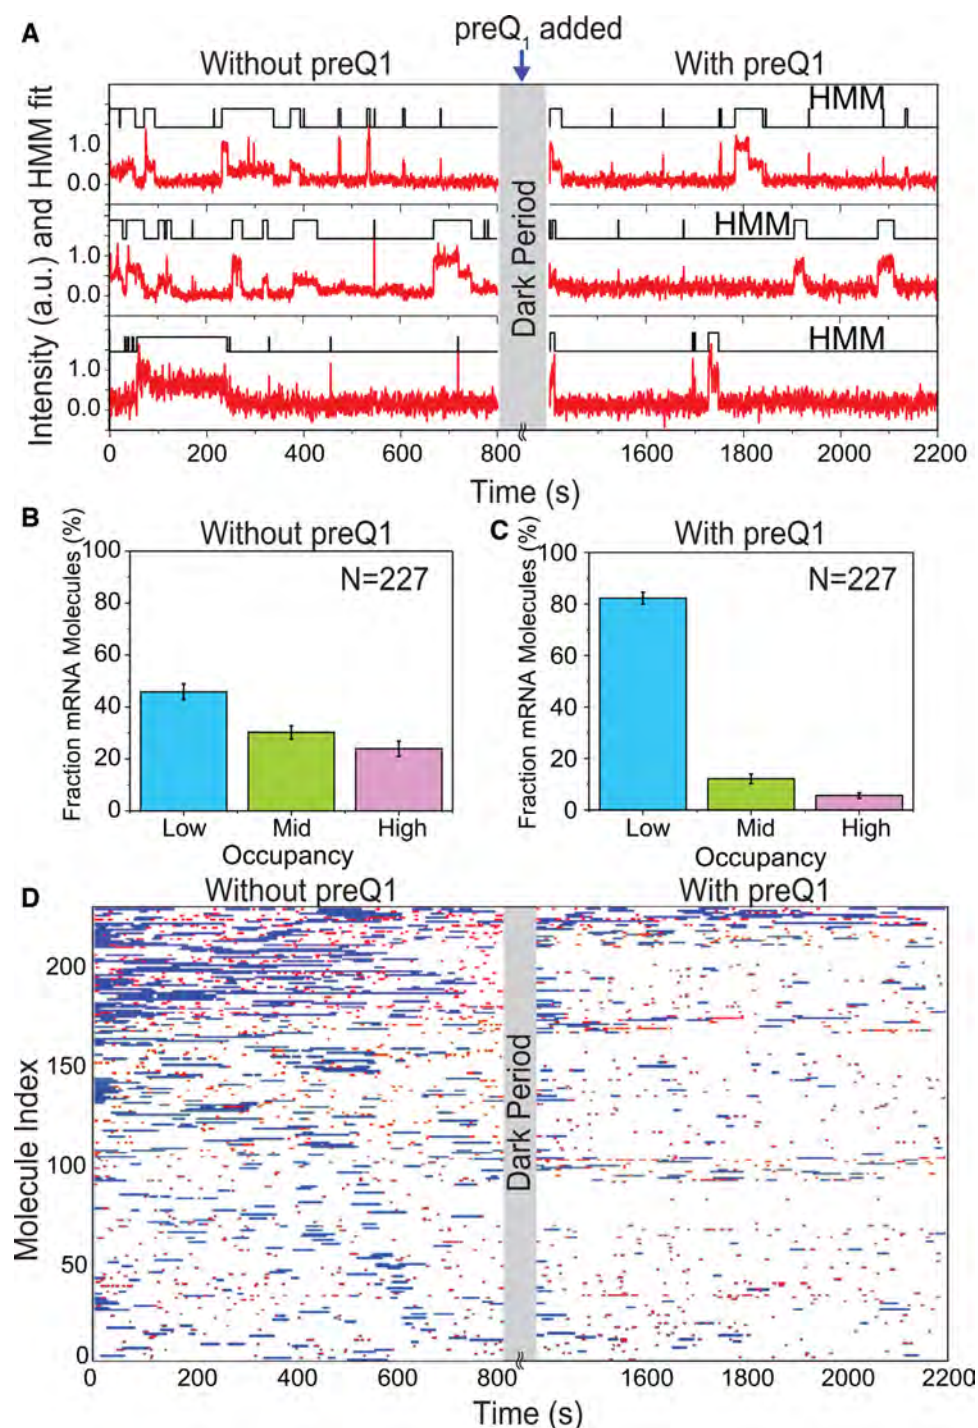 A
preQ1 added
Without preQ1
With preQ1
Intensity (a.u.) and HMM fit
HMM
1.0
0.0
HMM
1.0
0.0
HMM
1.0
0.0
Dark Period
0 200 400 600 800 1600 1800 2000 2200
Time (s)
B
Without preQ1
N=227
Fraction mRNA Molecules (%)
100
80
60
40
20
0
Low Mid High
Occupancy
C
With preQ1
N=227
Fraction mRNA Molecules (%)
100
80
60
40
20
0
Low Mid High
Occupancy
D
Without preQ1
With preQ1
Molecule Index
200
150
100
50
0
Dark Period
0 200 400 600 800 1600 1800 2000 2200
Time (s)